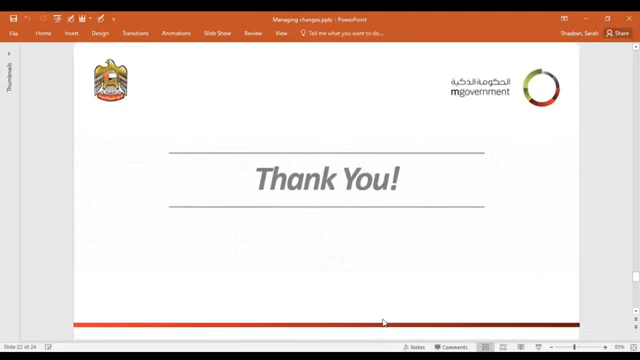 Managing changes.pptx - PowerPoint
Shaaban, Sarah
File
Home
Insert
Design
Transitions
Animations
Slide Show
Review
View
Tell me what you want to do...
Share
Thumbnails
الحكومة الذكية
mgovernment
Thank You!
Slide 22 of 24
Notes
Comments